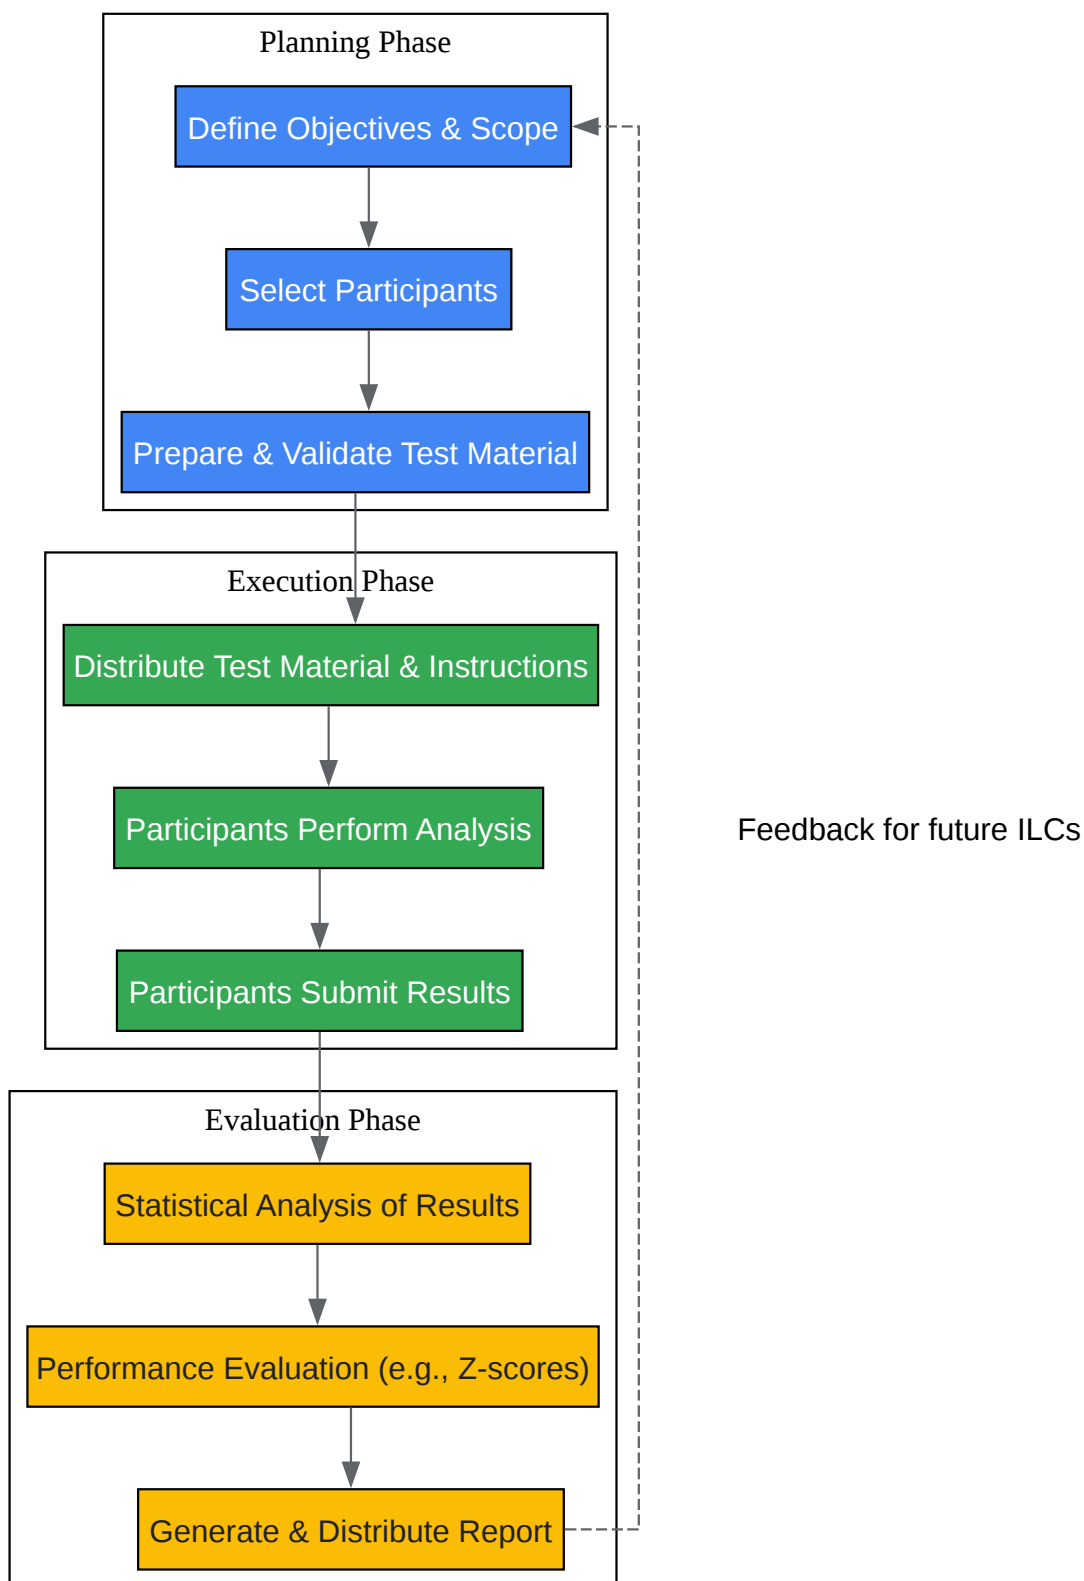 Planning Phase
Define Objectives & Scope
Select Participants
Prepare & Validate Test Material
Execution Phase
Distribute Test Material & Instructions
Participants Perform Analysis
Feedback for future ILCs
Participants Submit Results
Evaluation Phase
Statistical Analysis of Results
Performance Evaluation (e.g., Z-scores)
Generate & Distribute Report